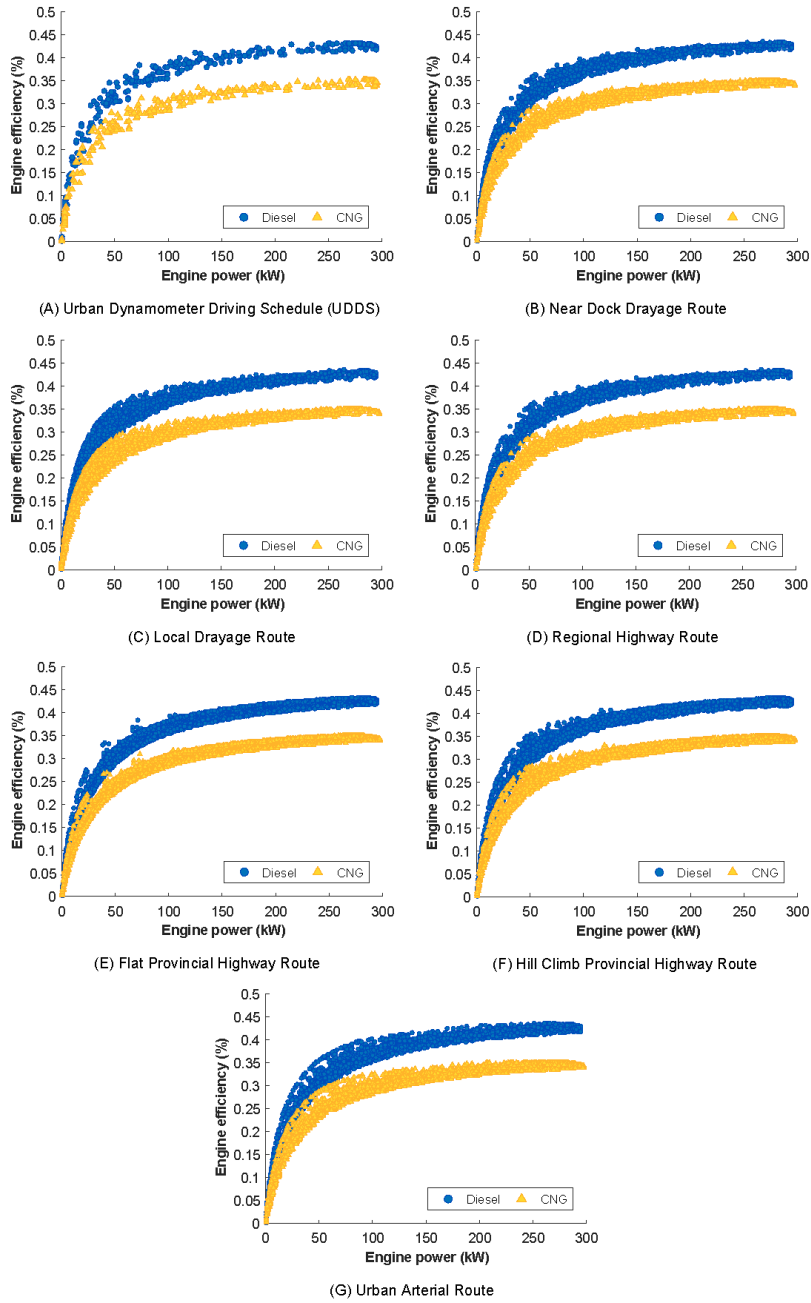 0.5
0.45
0.4
0.35
0.3
0.25
0.2
0.15
0.1
0.05
0
Engine efficiency (%)
Diesel CNG
0 50 100 150 200 250 300
Engine power (kW)
(A) Urban Dynamometer Driving Schedule (UDDS)
0.5
0.45
0.4
0.35
0.3
0.25
0.2
0.15
0.1
0.05
0
Engine efficiency (%)
Diesel CNG
0 50 100 150 200 250 300
Engine power (kW)
(B) Near Dock Drayage Route
0.5
0.45
0.4
0.35
0.3
0.25
0.2
0.15
0.1
0.05
0
Engine efficiency (%)
Diesel CNG
0 50 100 150 200 250 300
Engine power (kW)
(C) Local Drayage Route
0.5
0.45
0.4
0.35
0.3
0.25
0.2
0.15
0.1
0.05
0
Engine efficiency (%)
Diesel CNG
0 50 100 150 200 250 300
Engine power (kW)
(D) Regional Highway Route
0.5
0.45
0.4
0.35
0.3
0.25
0.2
0.15
0.1
0.05
0
Engine efficiency (%)
Diesel CNG
0 50 100 150 200 250 300
Engine power (kW)
(E) Flat Provincial Highway Route
0.5
0.45
0.4
0.35
0.3
0.25
0.2
0.15
0.1
0.05
0
Engine efficiency (%)
Diesel CNG
0 50 100 150 200 250 300
Engine power (kW)
(F) Hill Climb Provincial Highway Route
0.5
0.45
0.4
0.35
0.3
0.25
0.2
0.15
0.1
0.05
0
Engine efficiency (%)
Diesel CNG
0 50 100 150 200 250 300
Engine power (kW)
(G) Urban Arterial Route